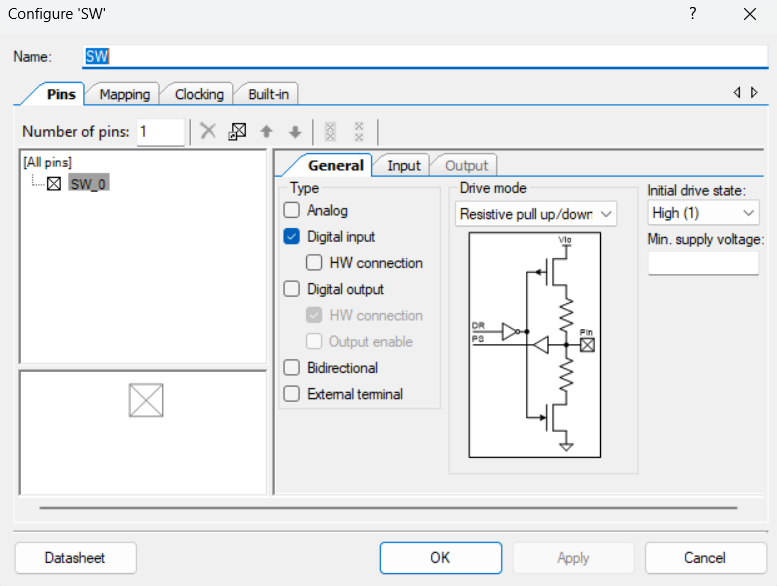 Configure 'SW'
?
Name: SW
Pins Mapping Clocking Built-in
Number of pins: 1
[All pins]
SW_0
General Input Output
Type
Analog
Digital input
HW connection
Digital output
HW connection
Output enable
Bidirectional
External terminal
Drive mode
Resistive pull up/down
Vio
DR
PS
Pin
Initial drive state:
High (1)
Min. supply voltage:
Datasheet OK Apply Cancel